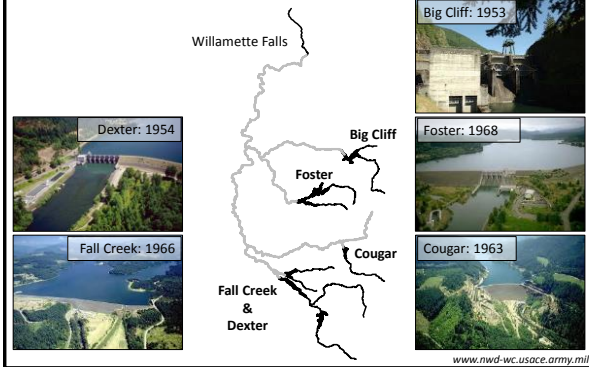 Willamette Falls
Big Cliff: 1953
Dexter: 1954
Big Cliff
Foster: 1968
Foster
Fall Creek: 1966
Cougar
Cougar: 1963
Fall Creek
&
Dexter
www.nwd-wc.usace.army.mil